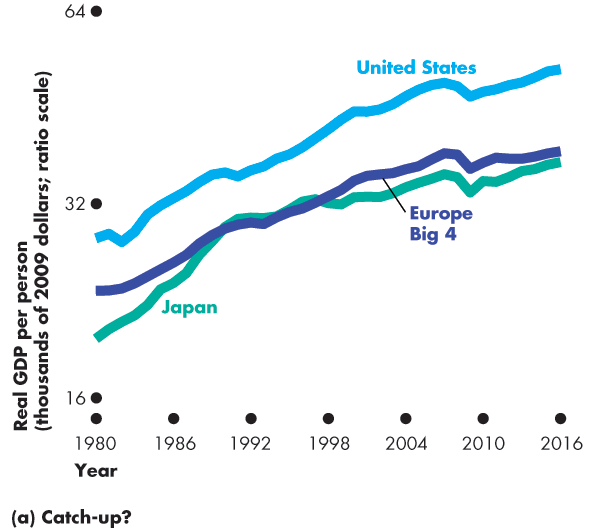 64
United States
32
Europe
Big 4
Japan
16
Real GDP per person
(thousands of 2009 dollars; ratio scale)
1980 1986 1992 1998 2004 2010 2016
Year
(a) Catch-up?